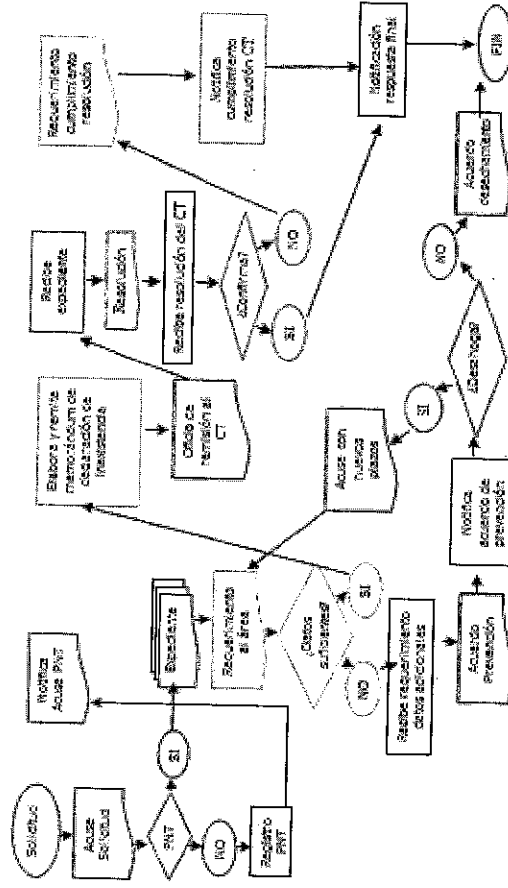 Solicitud
Acuse
Solicitud
PNT
NO
Registro
PNT
SI
Notifica
Acuse PNT
Expediente
Requerimiento
al área
¿Datos
suficientes?
SI
NO
Recibe requerimiento
datos adicionales
Acuerdo
Prevención
Notifica
acuerdo de
prevención
¿Desahoga?
SI
Acuse con
nuevos
plazos
NO
Acuerdo
desechamiento
FIN
Elabora y remite
memorándum de
declaración de
inexistencia
Oficio de
remisión al
CT
Recibe
expediente
Resolución
Recibe resolución del CT
¿Confirma?
SI
NO
Requerimiento
cumplimiento
resolución
Notifica
cumplimiento
resolución CT
Notificación
respuesta final